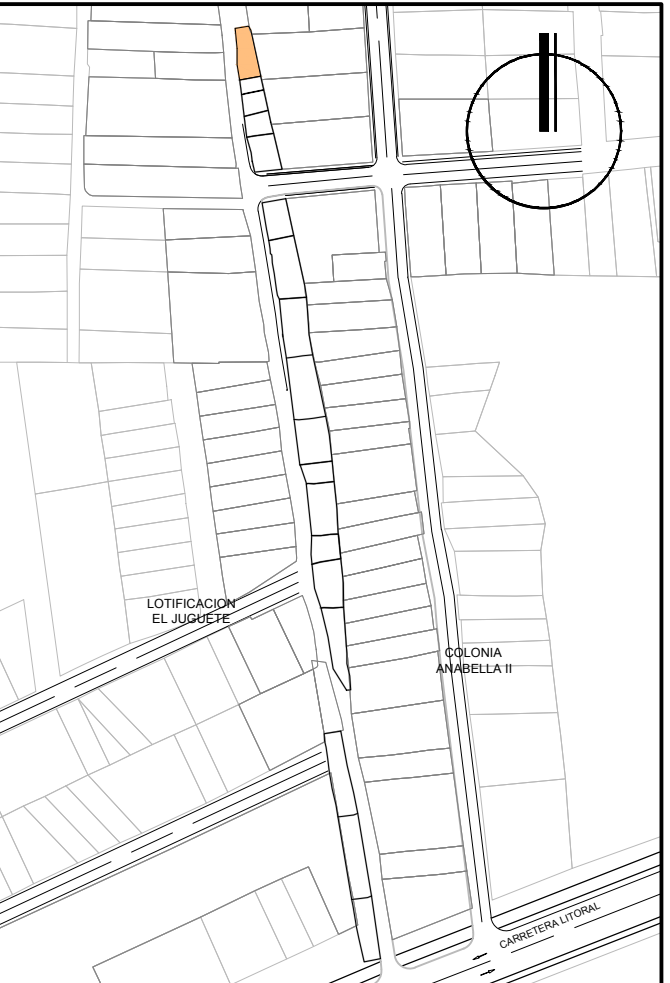 LOTIFICACION
EL JUGUETE
COLONIA
ANABELLA II
CARRETERA LITORAL